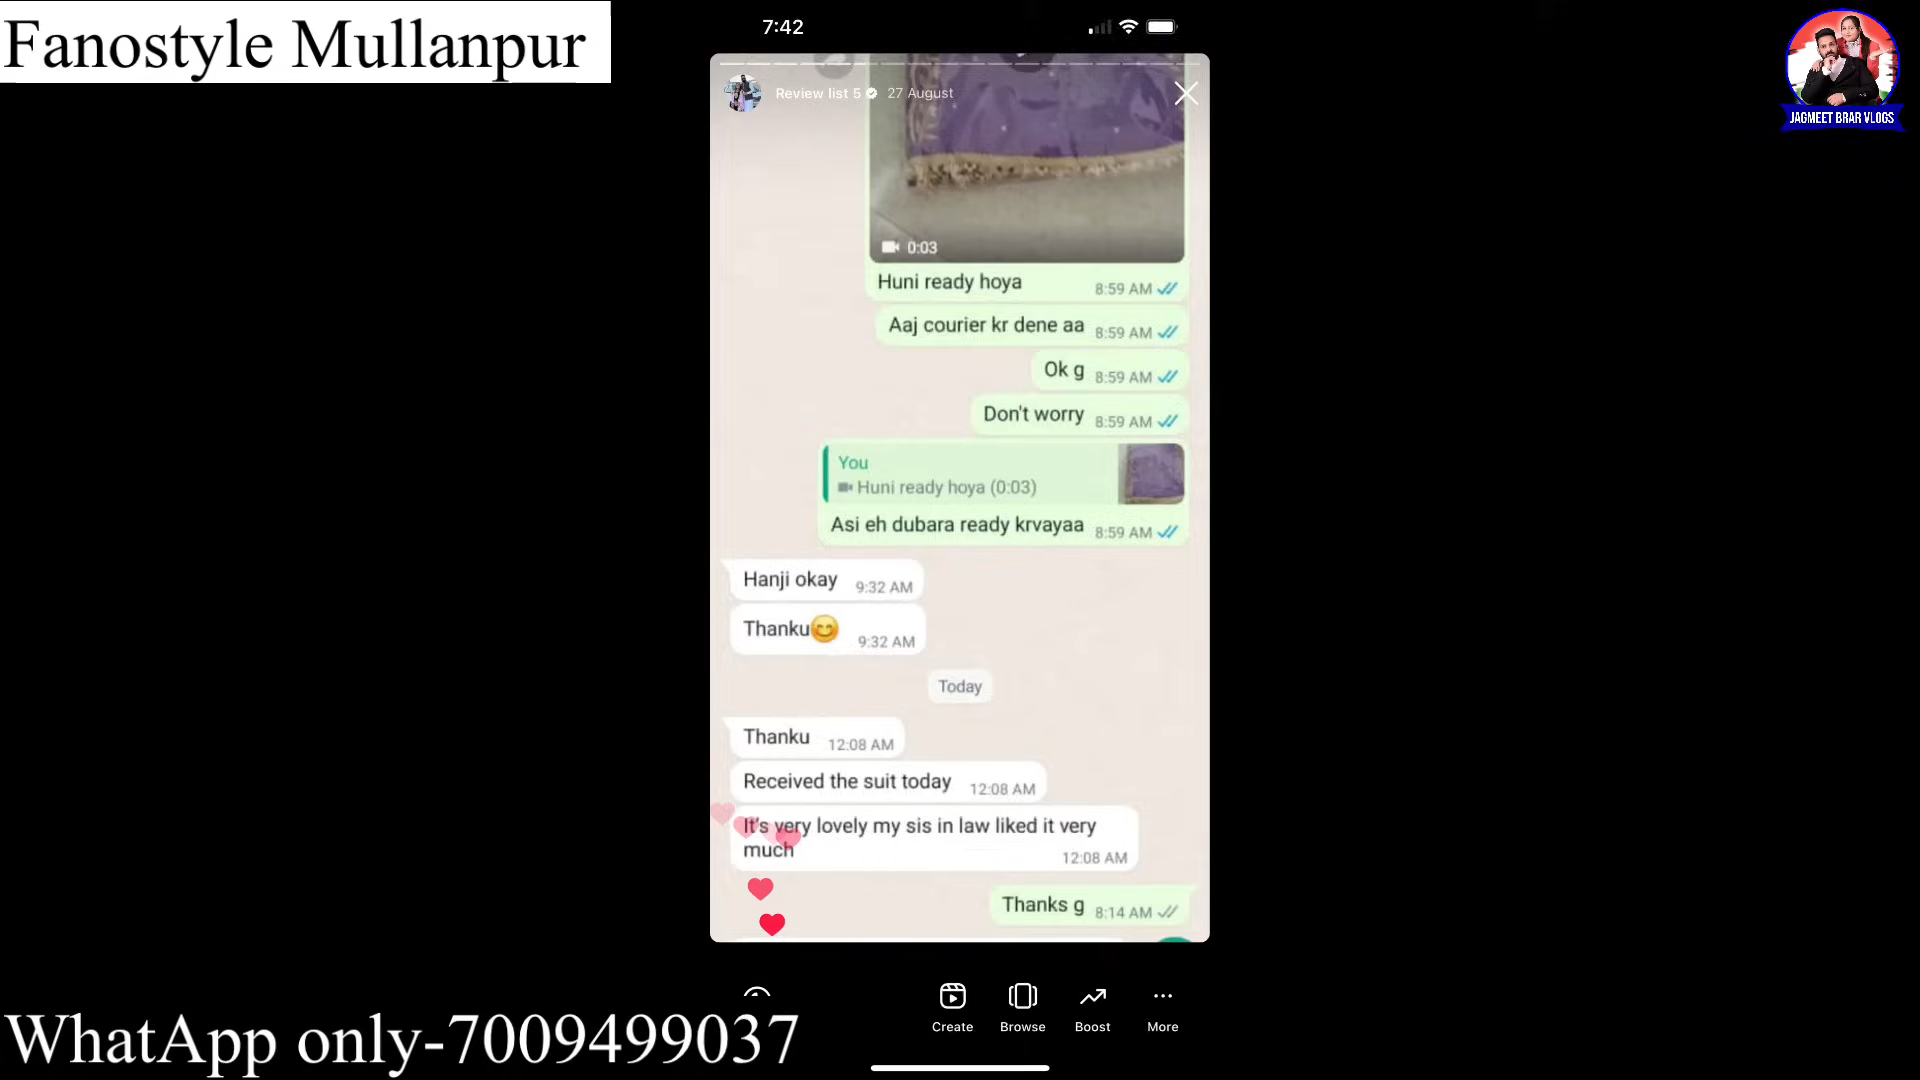 Fanostyle Mullanpur
7:42
JAGMEET BRAR VLOGS
Review list 5 27 August
0:03
Huni ready hoya 8:59 AM
Aaj courier kr dene aa 8:59 AM
Ok g 8:59 AM
Don't worry 8:59 AM
You
Huni ready hoya (0:03)
Asi eh dubara ready krvayaa 8:59 AM
Hanji okay 9:32 AM
Thanku😊 9:32 AM
Today
Thanku 12:08 AM
Received the suit today 12:08 AM
It's very lovely my sis in law liked it very
much 12:08 AM
Thanks g 8:14 AM
Create Browse Boost More
WhatApp only-7009499037